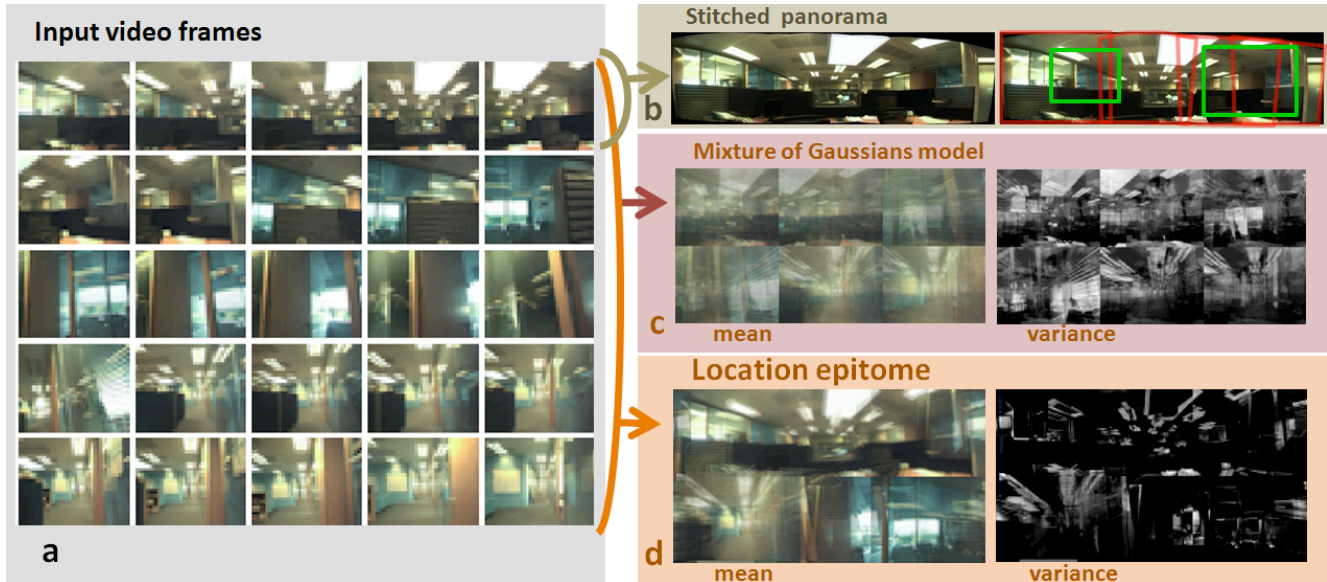 Input video frames
a
Stitched panorama
b
Mixture of Gaussians model
c
mean
variance
Location epitome
d
mean
variance